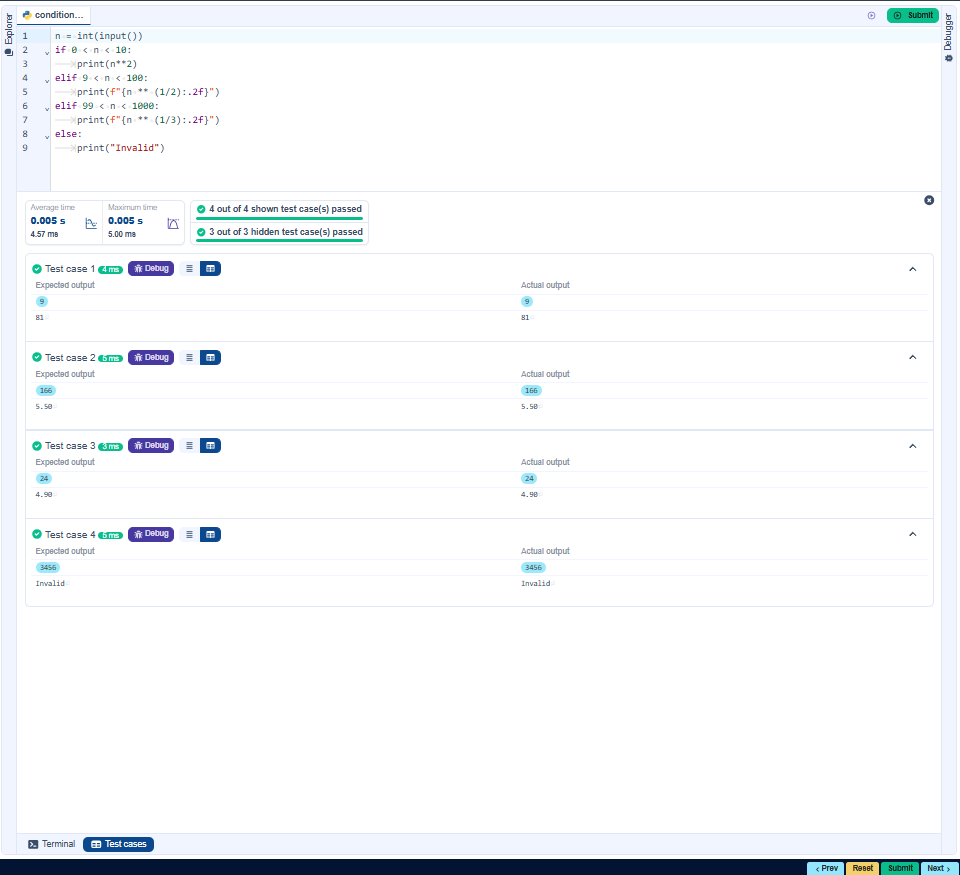 Explorer
condition...
Submit
Debugger
1 n = int(input())
2 if 0 < n < 10:
3 print(n**2)
4 elif 9 < n < 100:
5 print(f"{n ** (1/2):.2f}")
6 elif 99 < n < 1000:
7 print(f"{n ** (1/3):.2f}")
8 else:
9 print("Invalid")
Average time
0.005 s
4.57 ms
Maximum time
0.005 s
5.00 ms
4 out of 4 shown test case(s) passed
3 out of 3 hidden test case(s) passed
Test case 1 4 ms Debug
Expected output Actual output
9 9
81 81
Test case 2 5 ms Debug
Expected output Actual output
166 166
5.50 5.50
Test case 3 3 ms Debug
Expected output Actual output
24 24
4.90 4.90
Test case 4 5 ms Debug
Expected output Actual output
3456 3456
Invalid Invalid
Terminal Test cases
‹ Prev Reset Submit Next ›